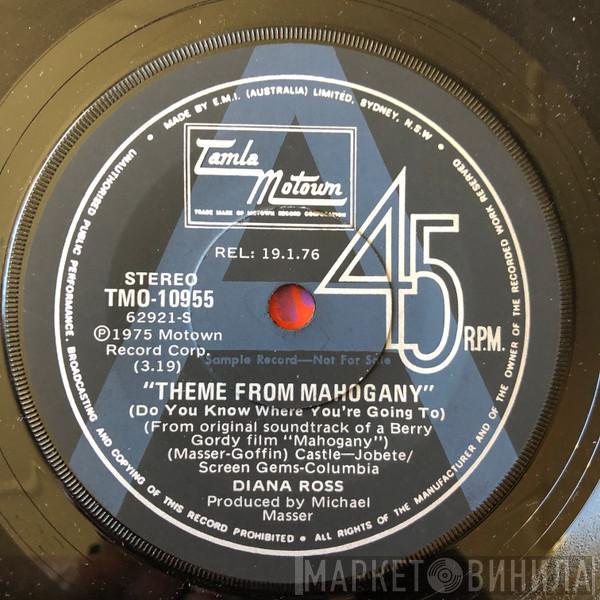 • MADE BY E.M.I. (AUSTRALIA) LIMITED, SYDNEY, N.S.W. •
UNAUTHORISED PUBLIC PERFORMANCE, BROADCASTING AND COPYING OF THIS RECORD PROHIBITED • ALL RIGHTS OF THE MANUFACTURER AND OF THE OWNER OF THE RECORDED WORK RESERVED
A
Tamla
Motown
TRADE MARK OF MOTOWN RECORD CORPORATION
REL: 19.1.76
45
R.P.M.
STEREO
TMO-10955
62921-S
Ⓟ1975 Motown
Record Corp.
(3.19)
Sample Record—Not For Sale
"THEME FROM MAHOGANY"
(Do You Know Where You're Going To)
(From original soundtrack of a Berry
Gordy film "Mahogany")
(Masser-Goffin) Castle—Jobete/
Screen Gems-Columbia
DIANA ROSS
Produced by Michael
Masser
МАРКЕТ ВИНИЛА